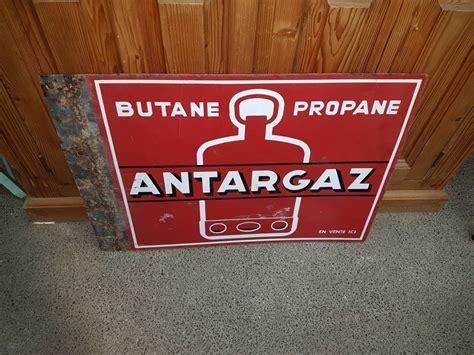 BUTANE PROPANE
ANTARGAZ
EN VENTE ICI